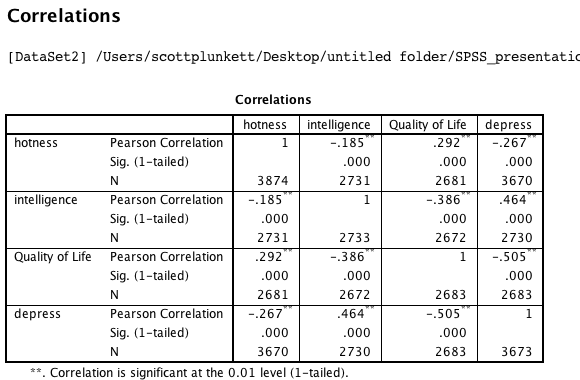 Correlations
[DataSet2] /Users/scottplunkett/Desktop/untitled folder/SPSS_presentatio
Correlations
hotness intelligence Quality of Life depress
hotness Pearson Correlation 1 -.185** .292** -.267**
Sig. (1-tailed) .000 .000 .000
N 3874 2731 2681 3670
intelligence Pearson Correlation -.185** 1 -.386** .464**
Sig. (1-tailed) .000 .000 .000
N 2731 2733 2672 2730
Quality of Life Pearson Correlation .292** -.386** 1 -.505**
Sig. (1-tailed) .000 .000 .000
N 2681 2672 2683 2683
depress Pearson Correlation -.267** .464** -.505** 1
Sig. (1-tailed) .000 .000 .000
N 3670 2730 2683 3673
**. Correlation is significant at the 0.01 level (1-tailed).